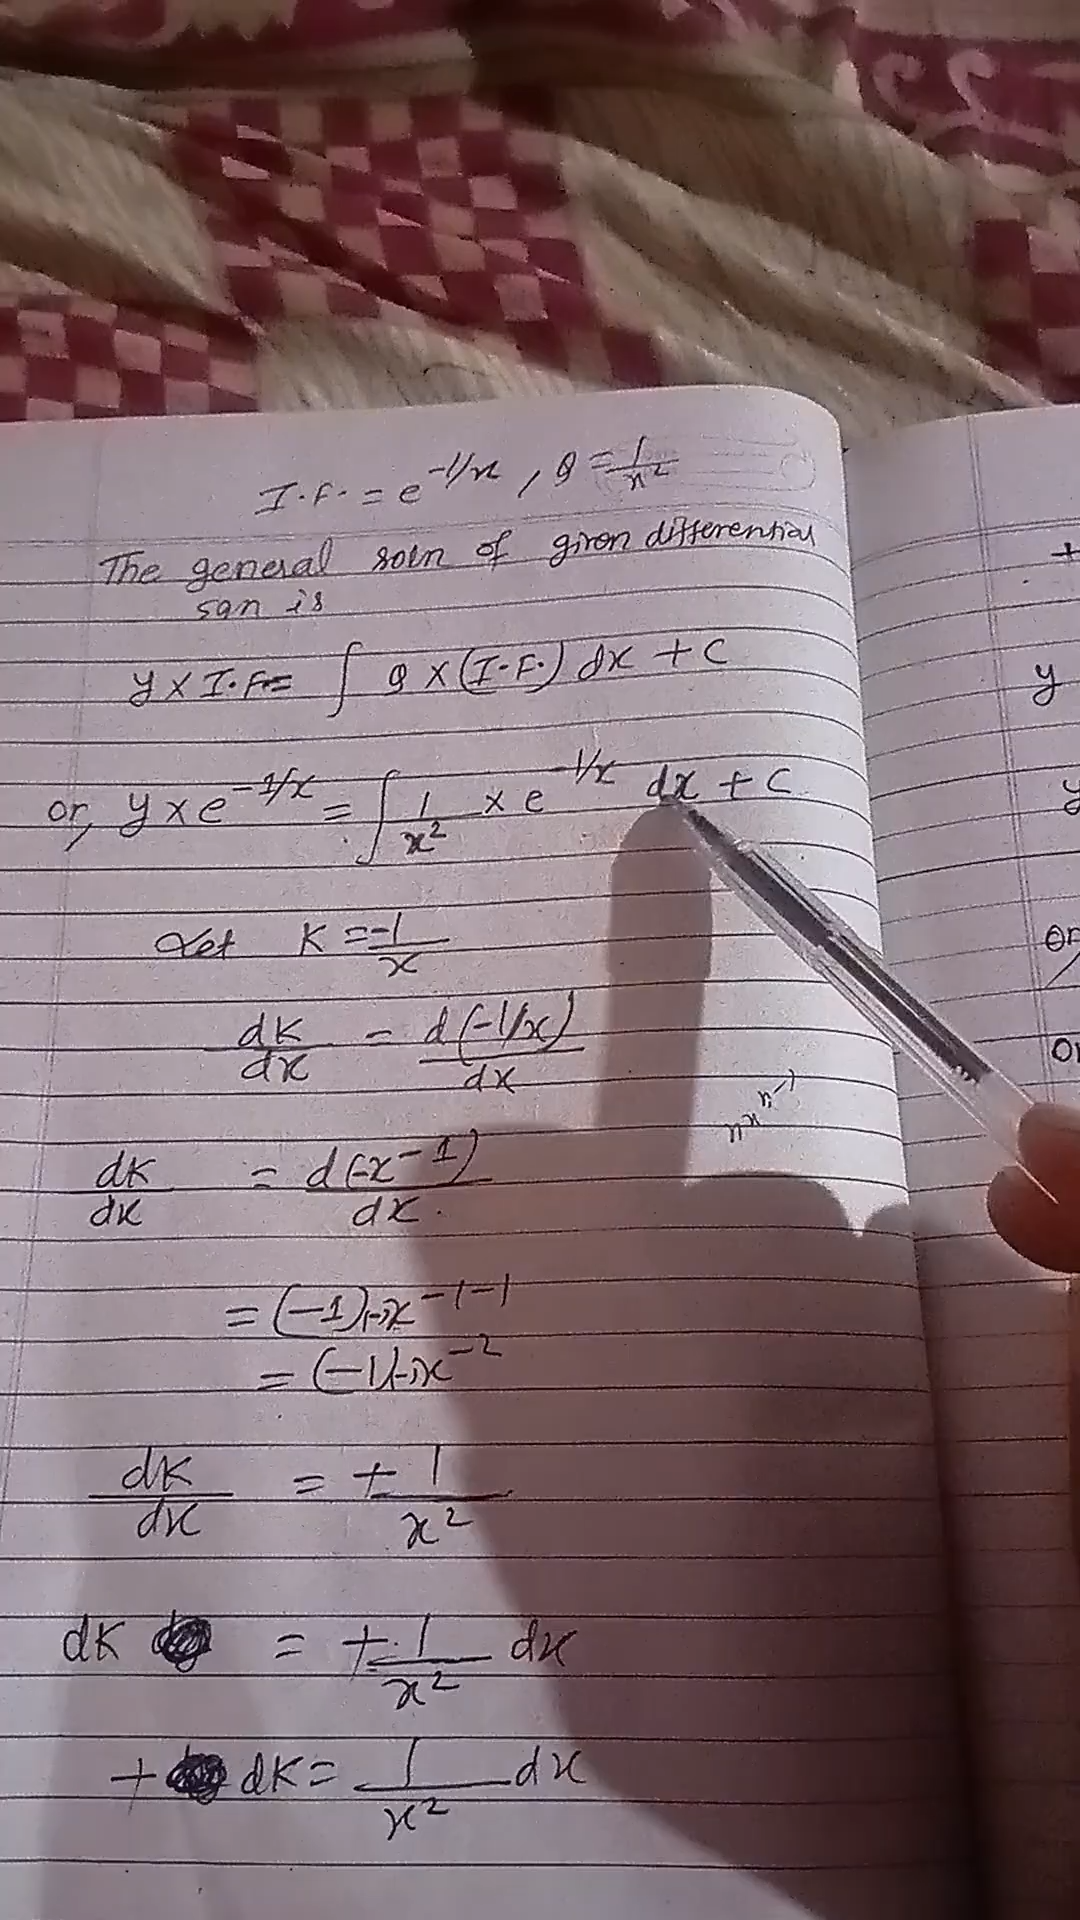 I.F. = e^-1/x , Q = 1/x²
The general soln of given differential
eqn is
y x I.F = ∫ Q x (I.F.) dx + C
or, y x e^-1/x = ∫ 1/x² x e^-1/x dx + C
Let K = -1/x
dK/dx = d(-1/x)/dx
n x^n-1
dK/dx = d(-x^-1)/dx.
= (-1)(-)x^-1-1
= (-1)(-)x^-2
dK/dx = + 1/x²
dK = + 1/x² dx
+ dK = 1/x² dx
+
y
y
or
or